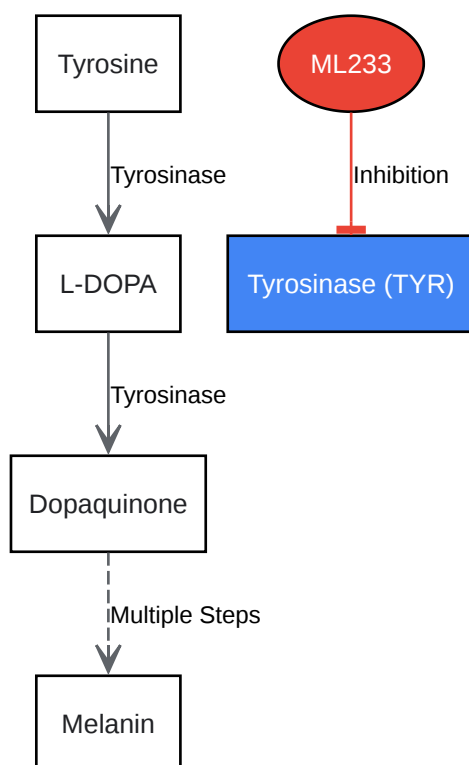 Tyrosine
ML233
Tyrosinase
Inhibition
L-DOPA
Tyrosinase (TYR)
Tyrosinase
Dopaquinone
Multiple Steps
Melanin